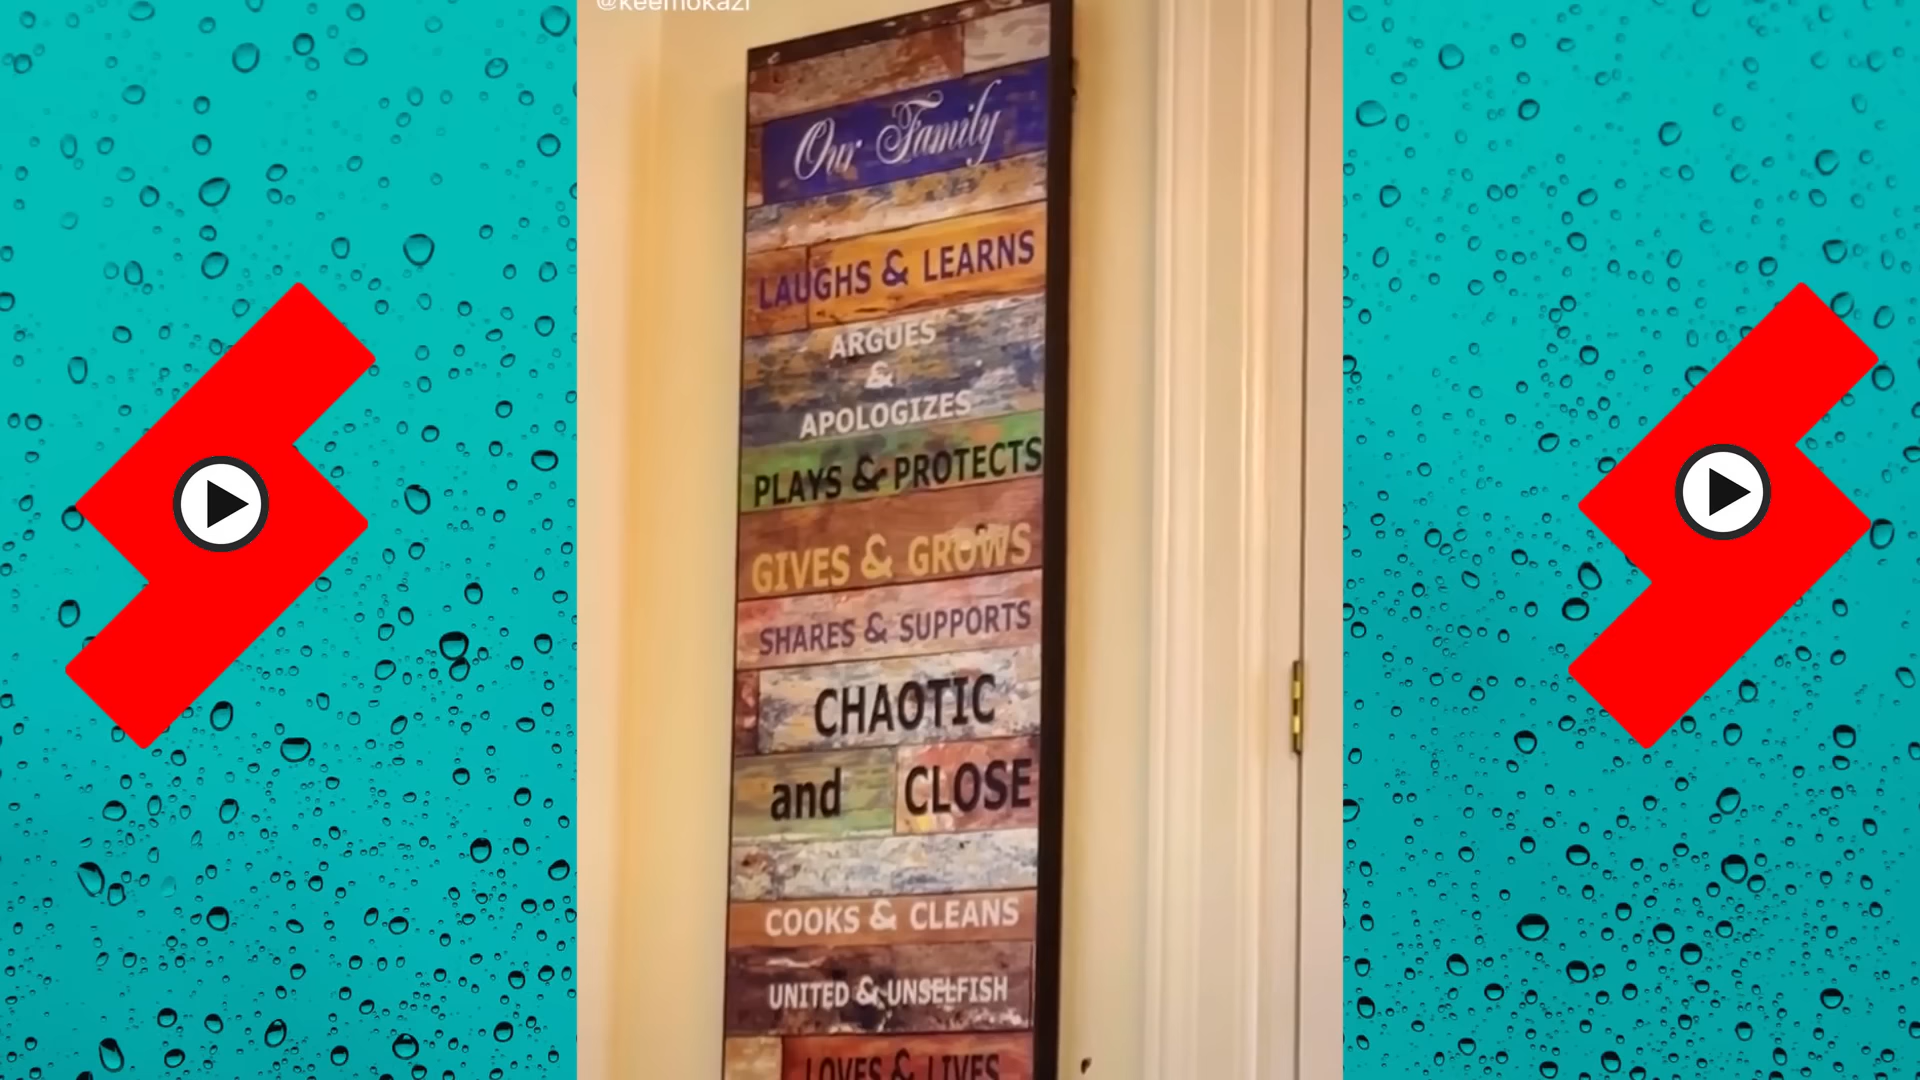 @keemokazi
Our Family
LAUGHS & LEARNS
ARGUES
&
APOLOGIZES
PLAYS & PROTECTS
GIVES & GROWS
SHARES & SUPPORTS
CHAOTIC
and CLOSE
COOKS & CLEANS
UNITED & UNSELFISH
LOVES & LIVES